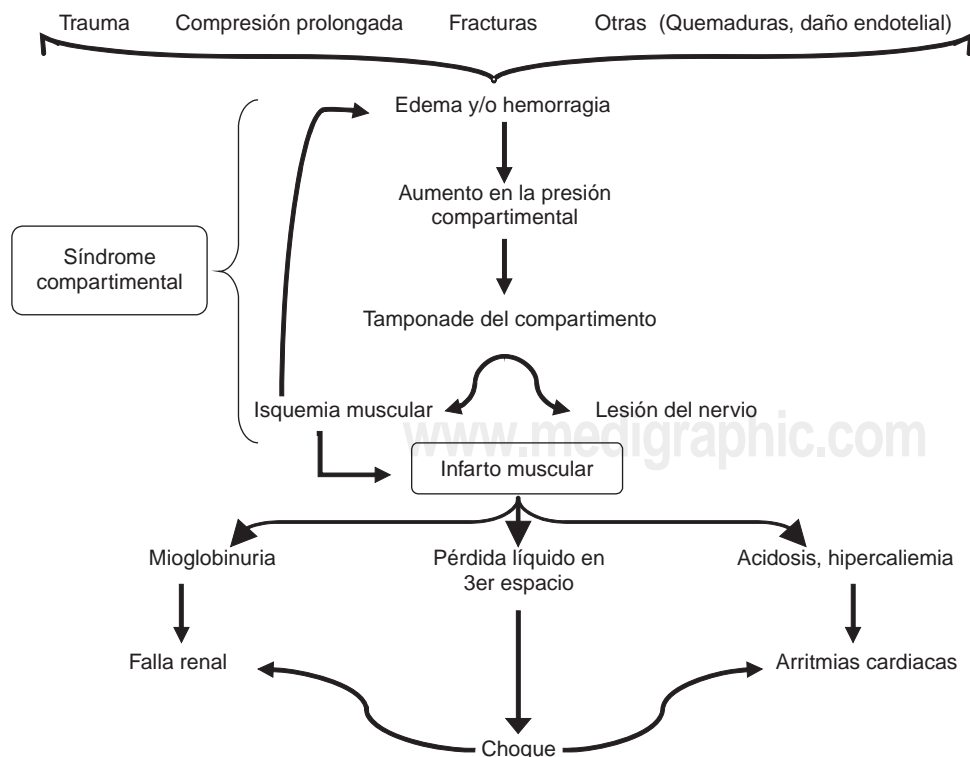 Trauma Compresión prolongada Fracturas Otras (Quemaduras, daño endotelial)
Edema y/o hemorragia
Aumento en la presión
compartimental
Síndrome
compartimental
Tamponade del compartimento
Isquemia muscular Lesión del nervio
www.medigraphic.com
Infarto muscular
Mioglobinuria Pérdida líquido en Acidosis, hipercaliemia
3er espacio
Falla renal Arritmias cardiacas
Choque